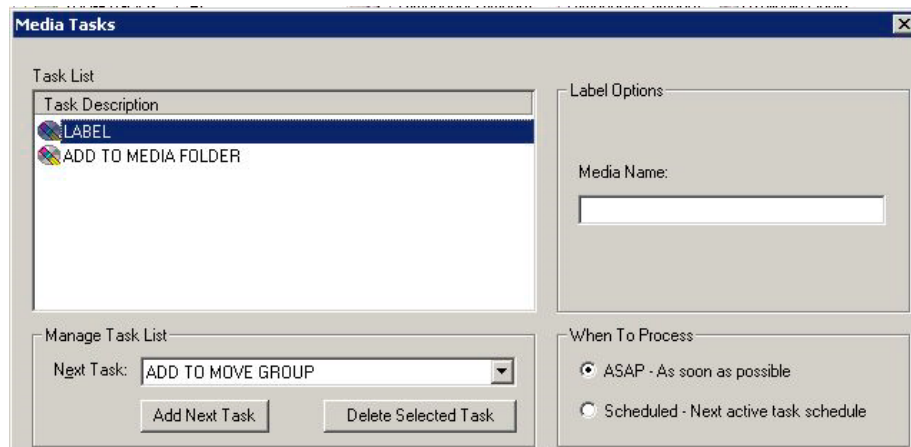 Media Tasks
Task List
Task Description
LABEL
ADD TO MEDIA FOLDER
Label Options
Media Name:
Manage Task List
Next Task: ADD TO MOVE GROUP
Add Next Task Delete Selected Task
When To Process
ASAP - As soon as possible
Scheduled - Next active task schedule